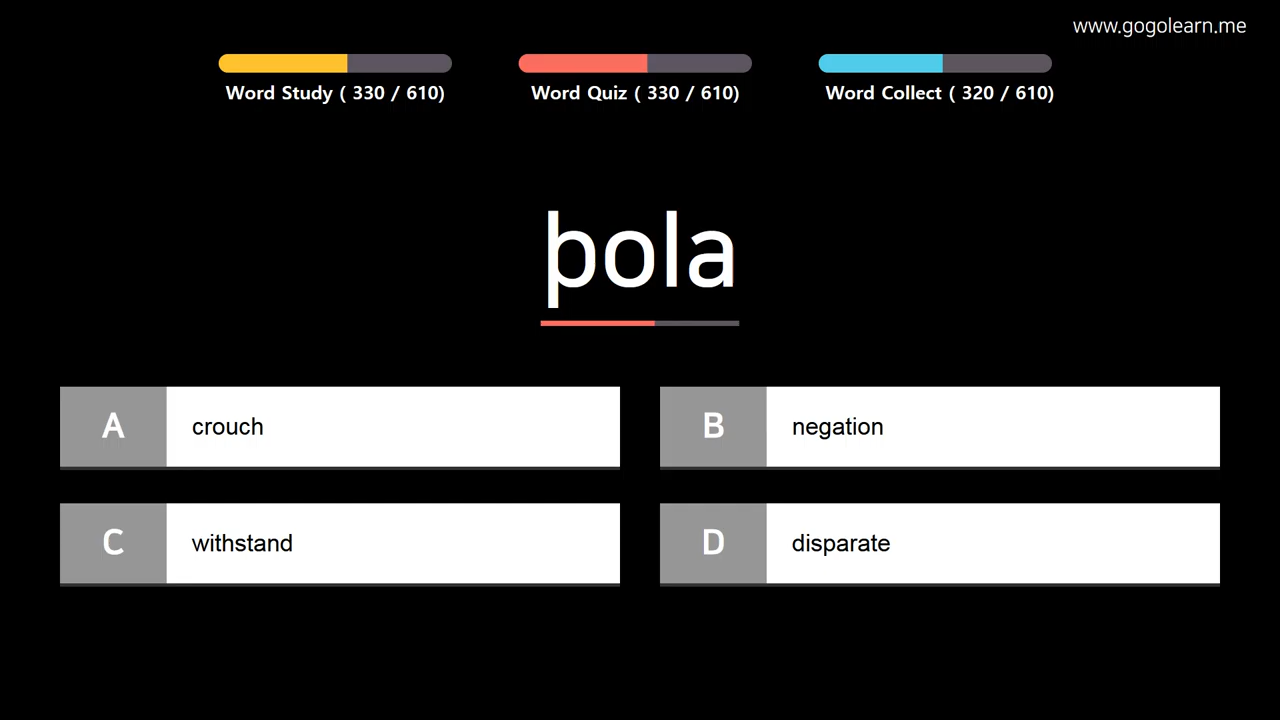 www.gogolearn.me
Word Study ( 330 / 610)
Word Quiz ( 330 / 610)
Word Collect ( 320 / 610)
þola
A crouch
B negation
C withstand
D disparate